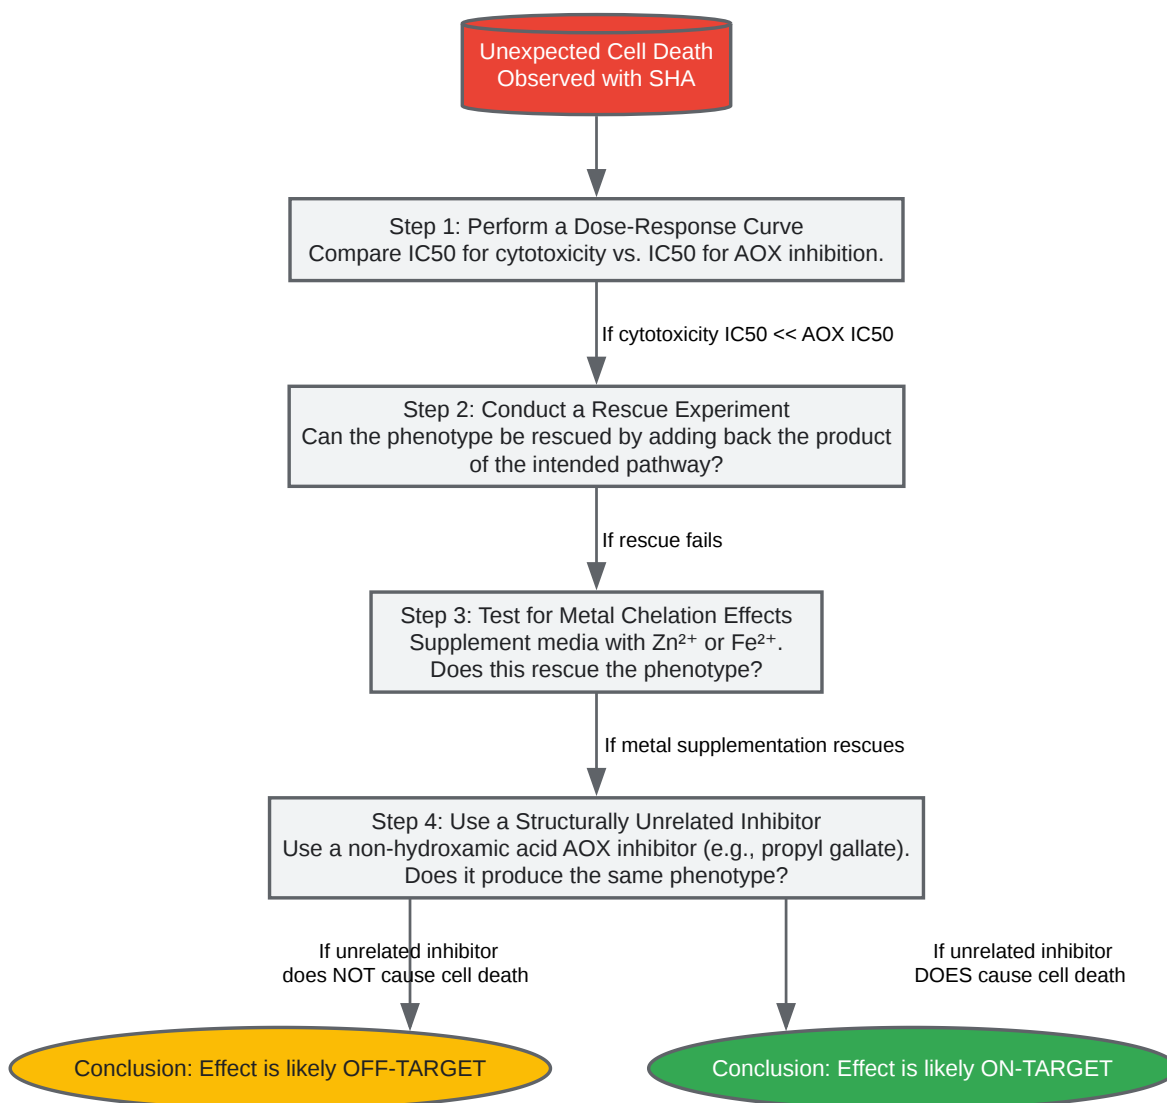 Unexpected Cell Death
Observed with SHA
Step 1: Perform a Dose-Response Curve
Compare IC50 for cytotoxicity vs. IC50 for AOX inhibition.
If cytotoxicity IC50 << AOX IC50
Step 2: Conduct a Rescue Experiment
Can the phenotype be rescued by adding back the product
of the intended pathway?
If rescue fails
Step 3: Test for Metal Chelation Effects
Supplement media with Zn²⁺ or Fe²⁺.
Does this rescue the phenotype?
If metal supplementation rescues
Step 4: Use a Structurally Unrelated Inhibitor
Use a non-hydroxamic acid AOX inhibitor (e.g., propyl gallate).
Does it produce the same phenotype?
If unrelated inhibitor
does NOT cause cell death
If unrelated inhibitor
DOES cause cell death
Conclusion: Effect is likely OFF-TARGET
Conclusion: Effect is likely ON-TARGET